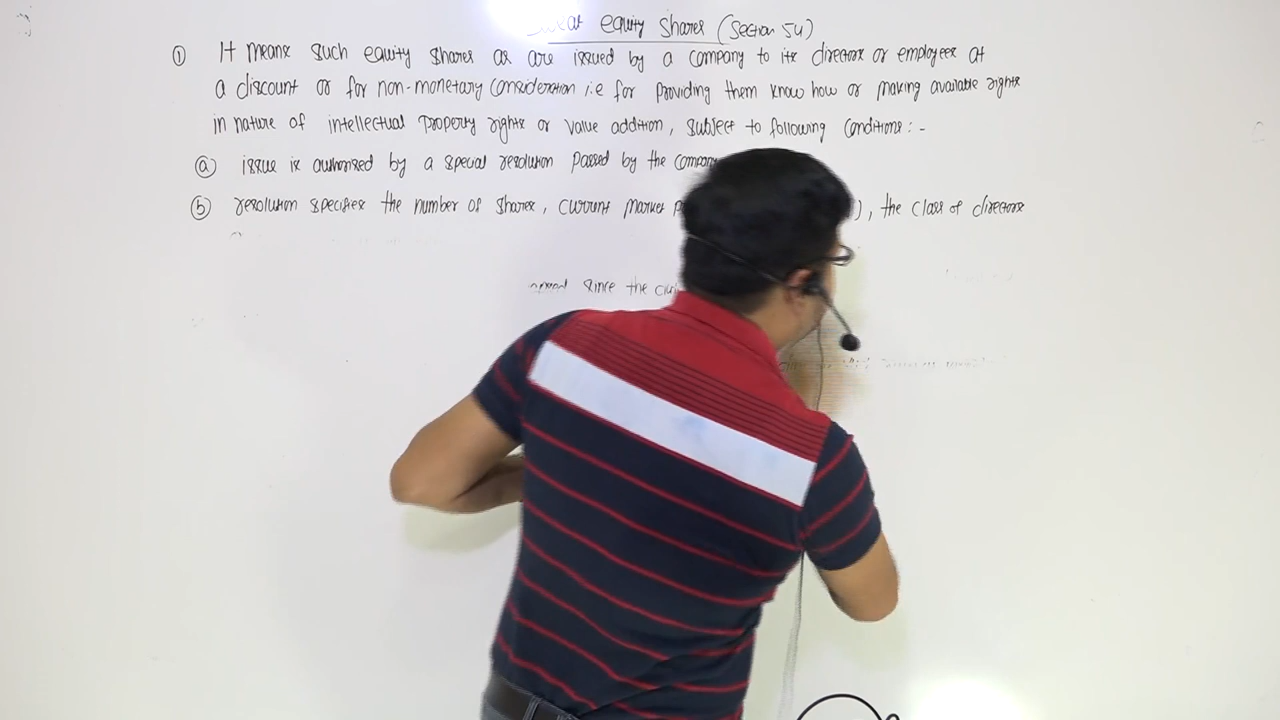 equity shares (section 54)
① It means such equity shares as are issued by a company to its directors or employees at
a discount or for non-monetary consideration i.e for providing them know how or making available rights
in nature of intellectual property rights or value addition, subject to following conditions:-
ⓐ issue is authorised by a special resolution passed by the company
ⓑ resolution specifies the number of shares, current market ), the class of directors
since the